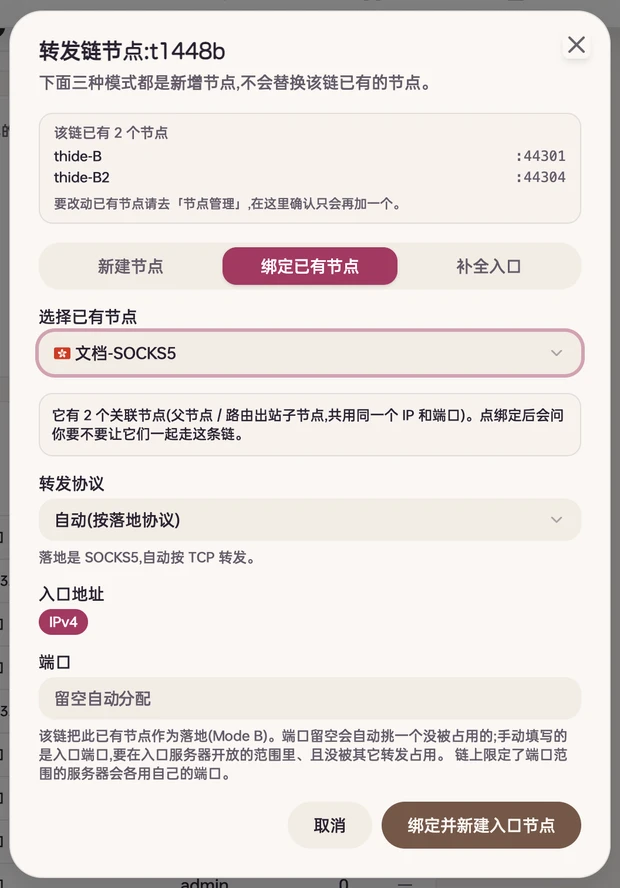 转发链节点:t1448b
下面三种模式都是新增节点,不会替换该链已有的节点。
该链已有 2 个节点
thide-B :44301
thide-B2 :44304
要改动已有节点请去「节点管理」,在这里确认只会再加一个。
新建节点 绑定已有节点 补全入口
选择已有节点
🇭🇰 文档-SOCKS5
它有 2 个关联节点(父节点 / 路由出站子节点,共用同一个 IP 和端口)。点绑定后会问
你要不要让它们一起走这条链。
转发协议
自动(按落地协议)
落地是 SOCKS5,自动按 TCP 转发。
入口地址
IPv4
端口
留空自动分配
该链把此已有节点作为落地(Mode B)。端口留空会自动挑一个没被占用的;手动填写的
是入口端口,要在入口服务器开放的范围里、且没被其它转发占用。 链上限定了端口范
围的服务器会各用自己的端口。
取消 绑定并新建入口节点
admin 0 —